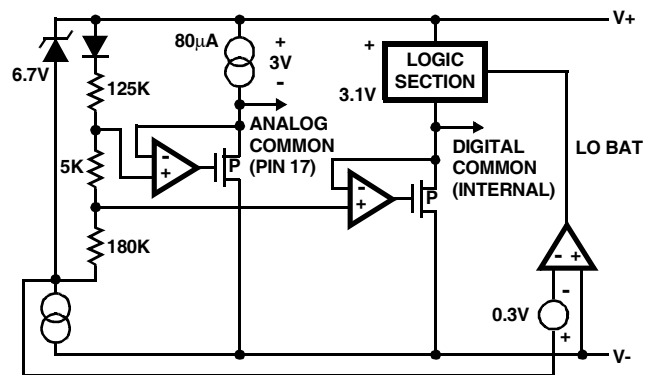 V+
80µA
+
3V
-
6.7V
125K
+
LOGIC
SECTION
3.1V
ANALOG
COMMON
(PIN 17)
-
+
P
5K
DIGITAL
COMMON
(INTERNAL)
LO BAT
-
+
P
180K
- +
-
0.3V
+
V-